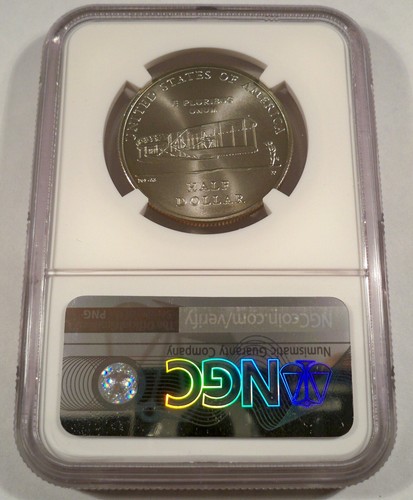 UNITED STATES OF AMERICA
E PLURIBUS
UNUM
HALF
DOLLAR
NGCcoin.com/verify
Numismatic Guaranty Company
NGC